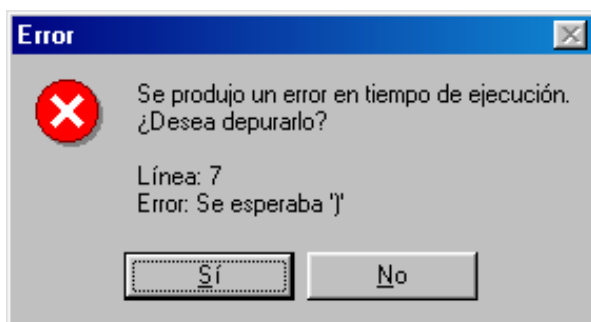 Error
Se produjo un error en tiempo de ejecución.
¿Desea depurarlo?
Línea: 7
Error: Se esperaba ')'
Sí
No